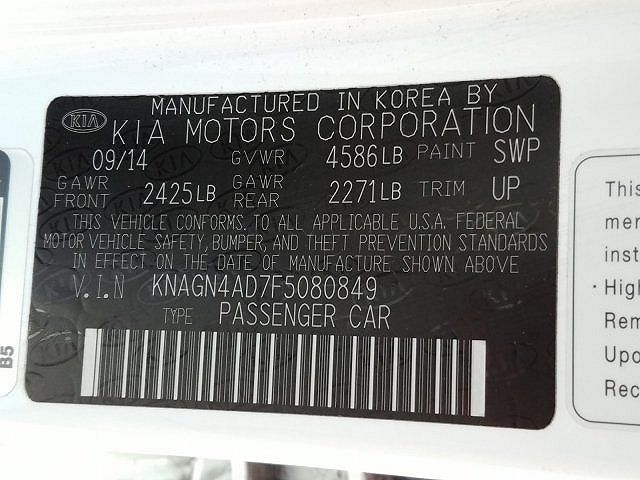 MANUFACTURED IN KOREA BY
KIA KIA MOTORS CORPORATION
09/14 GVWR 4586LB PAINT SWP
GAWR FRONT 2425LB GAWR REAR 2271LB TRIM UP
THIS VEHICLE CONFORMS TO ALL APPLICABLE U.S.A. FEDERAL
MOTOR VEHICLE SAFETY, BUMPER, AND THEFT PREVENTION STANDARDS
IN EFFECT ON THE DATE OF MANUFACTURE SHOWN ABOVE
V.I.N KNAGN4AD7F5080849
TYPE PASSENGER CAR
B5
This
men
inst
· High
Rem
Upo
Rec